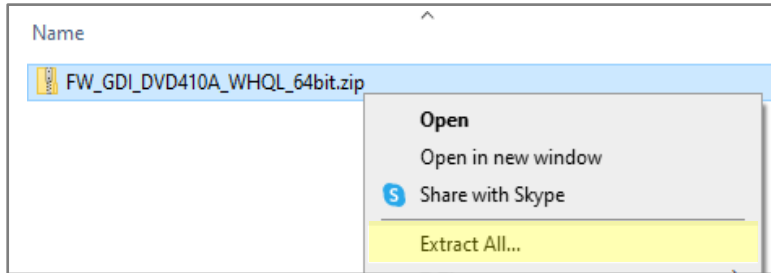 Name
FW_GDI_DVD410A_WHQL_64bit.zip
Open
Open in new window
Share with Skype
Extract All...